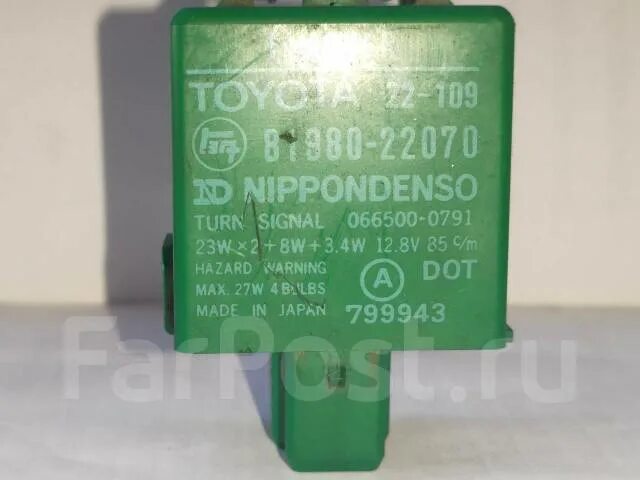 TOYOTA 22-109
81980-22070
ND NIPPONDENSO
TURN SIGNAL 066500-0791
23W×2+8W+3.4W 12.8V 85 c/m
HAZARD WARNING A DOT
MAX. 27W 4 BULBS
MADE IN JAPAN 799943
FarPost.ru